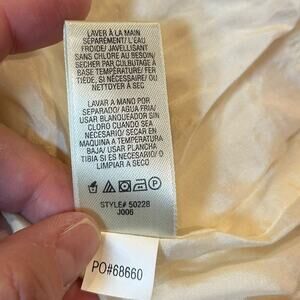 LAVER À LA MAIN
SÉPARÉMENT/ L'EAU
FROIDE/ JAVELLISANT
SANS CHLORE AU BESOIN/
SÉCHER PAR CULBUTAGE À
BASE TEMPÉRATURE/ FER
TIÈDE, SI NÉCESSAIRE/ OU
NETTOYER À SEC
LAVAR A MANO POR
SEPARADO/ AGUA FRIA/
USAR BLANQUEADOR SIN
CLORO CUANDO SEA
NECESARIO/ SECAR EN
MAQUINA A TEMPERATURA
BAJA/ USAR PLANCHA
TIBIA SI ES NECESARIO/ O
LIMPIAR A SECO
STYLE# 50228
J006
PO#68660